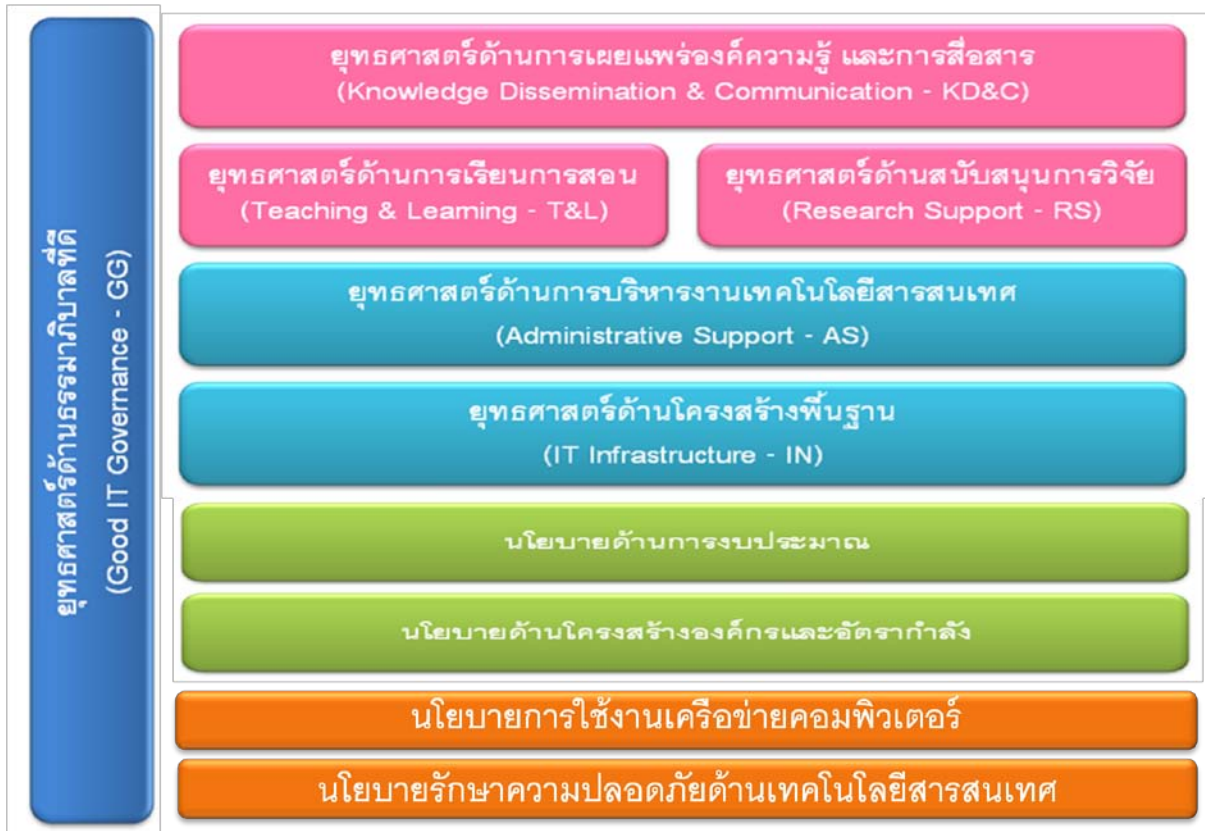 ยุทธศาสตร์ด้านธรรมาภิบาลที่ดี
(Good IT Governance - GG)
ยุทธศาสตร์ด้านการเผยแพร่องค์ความรู้ และการสื่อสาร
(Knowledge Dissemination & Communication - KD&C)
ยุทธศาสตร์ด้านการเรียนการสอน
(Teaching & Learning - T&L)
ยุทธศาสตร์ด้านสนับสนุนการวิจัย
(Research Support - RS)
ยุทธศาสตร์ด้านการบริหารงานเทคโนโลยีสารสนเทศ
(Administrative Support - AS)
ยุทธศาสตร์ด้านโครงสร้างพื้นฐาน
(IT Infrastructure - IN)
นโยบายด้านการงบประมาณ
นโยบายด้านโครงสร้างองค์กรและอัตรากำลัง
นโยบายการใช้งานเครือข่ายคอมพิวเตอร์
นโยบายรักษาความปลอดภัยด้านเทคโนโลยีสารสนเทศ